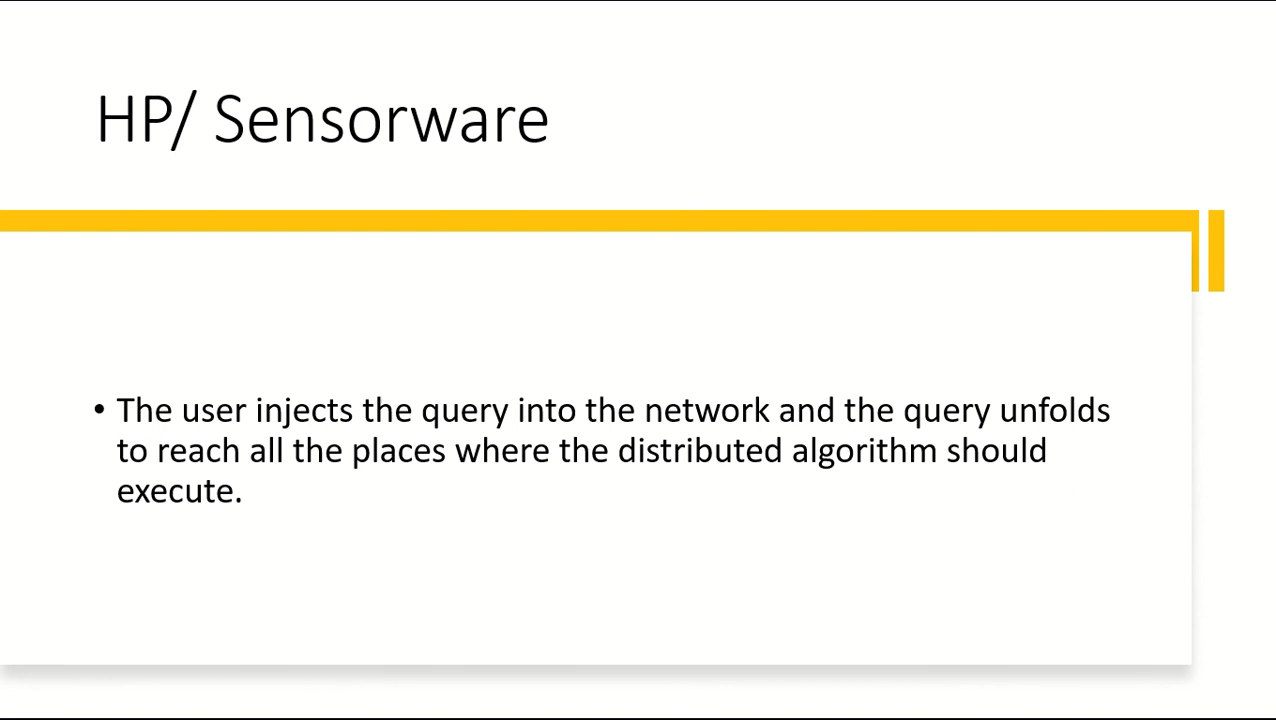 HP/ Sensorware
• The user injects the query into the network and the query unfolds
to reach all the places where the distributed algorithm should
execute.